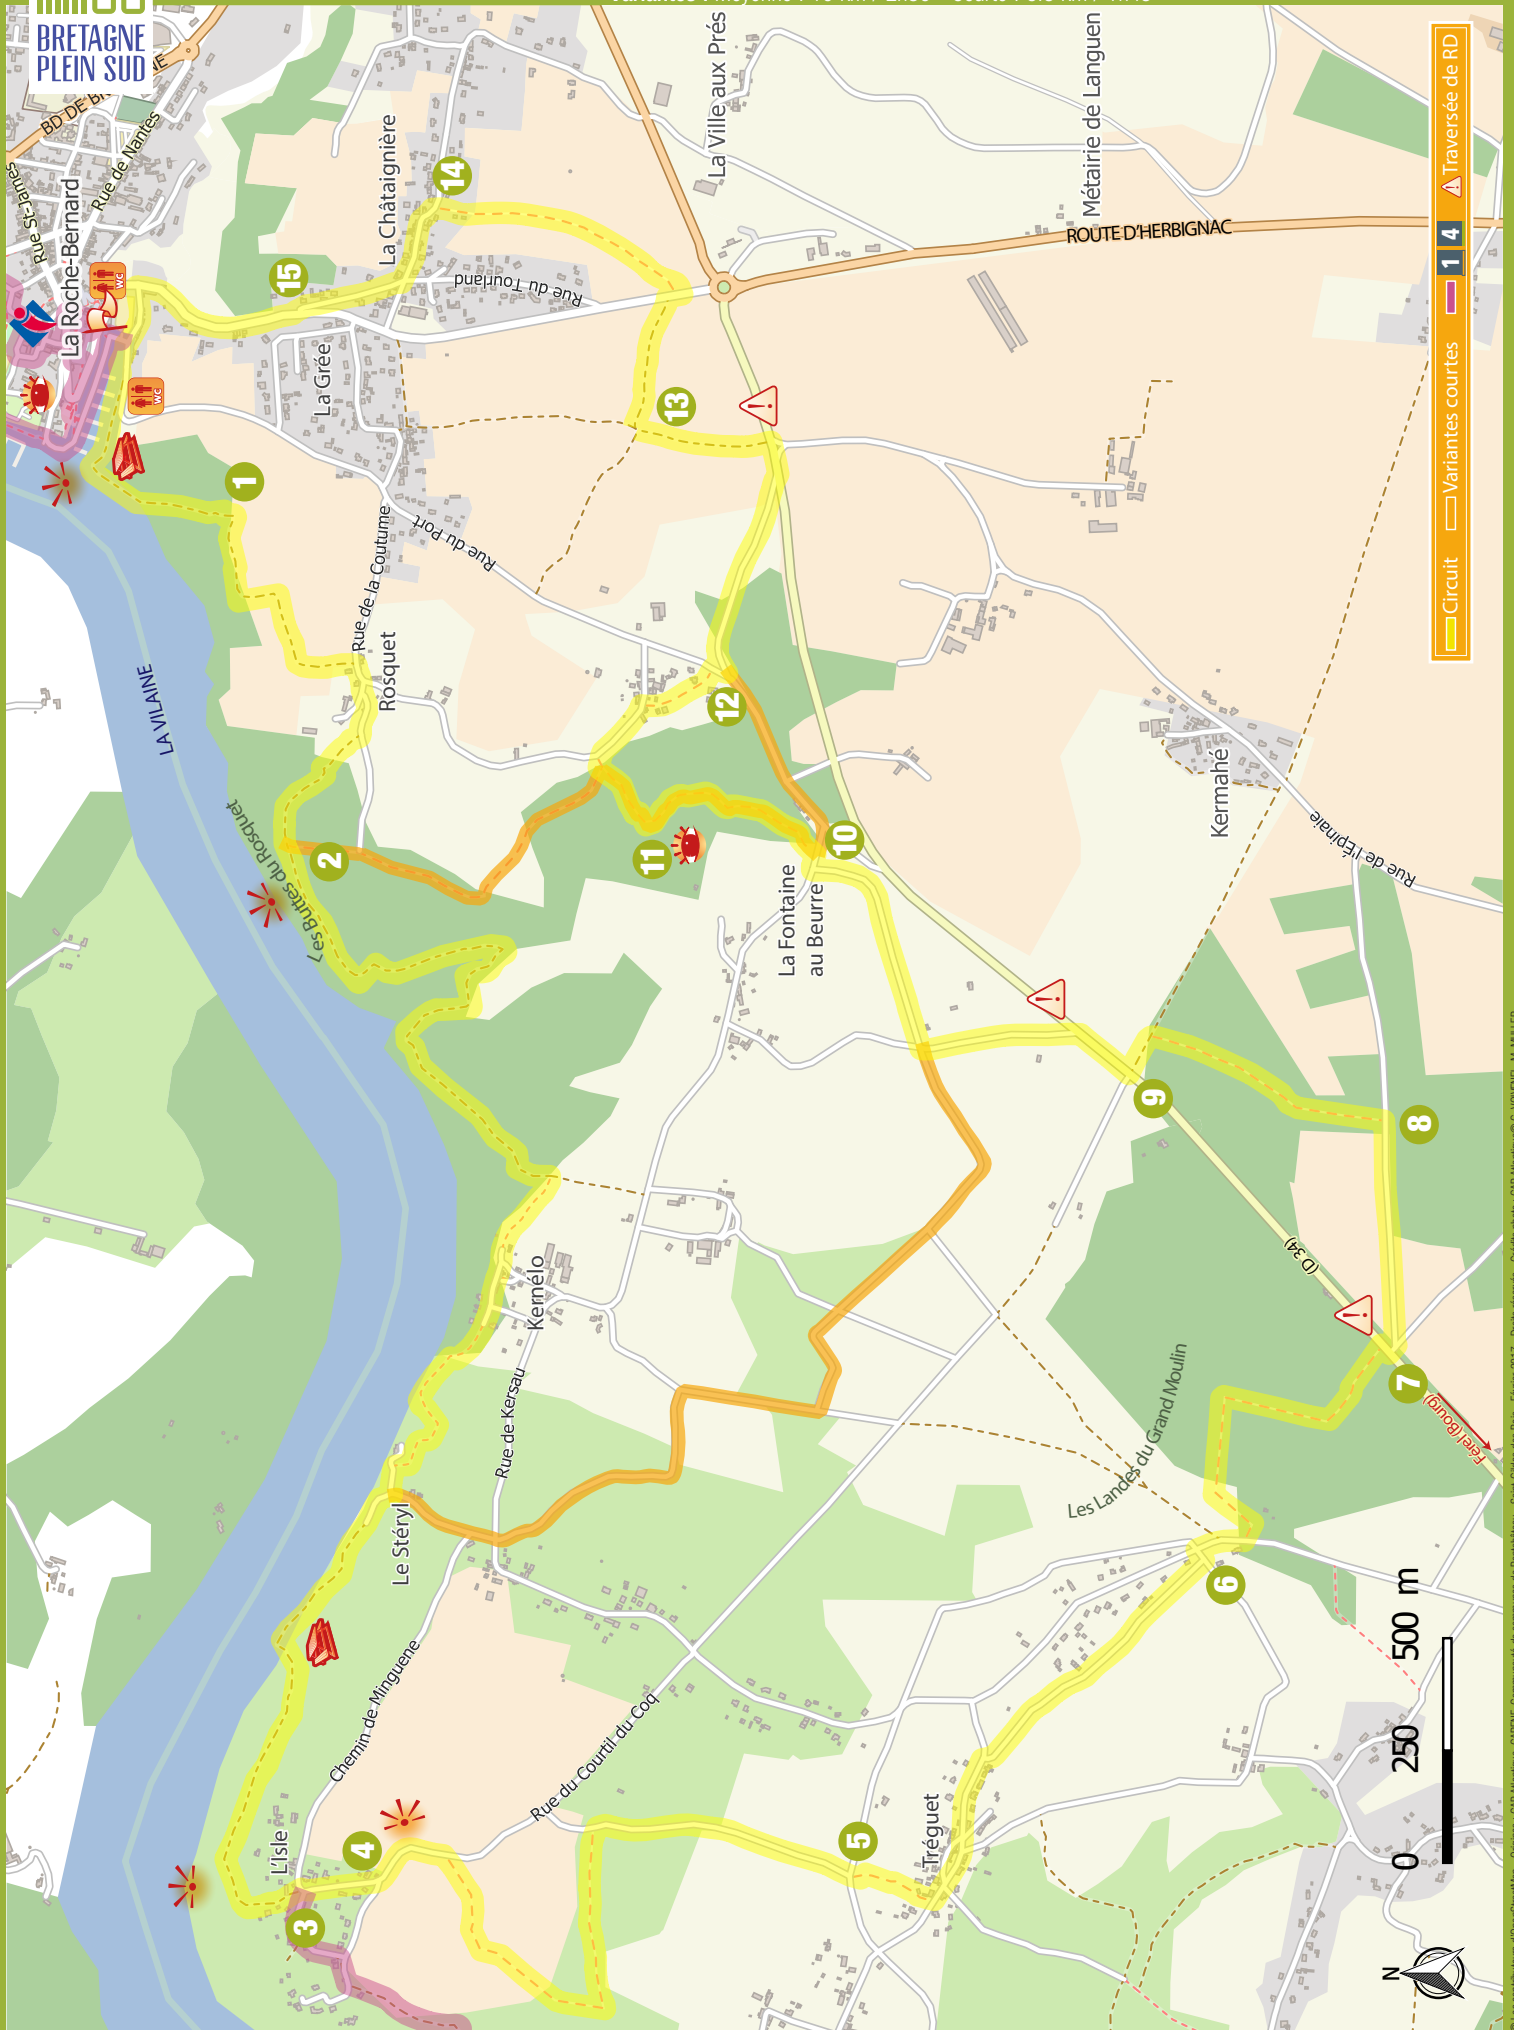 BRETAGNE
PLEIN SUD
BD DE
Rue de Nantes
Rue St-James
La Roche-Bernard
WC
WC
La Châtaignière
La Ville aux Prés
Métairie de Languen
ROUTE D'HERBIGNAC
Rue du Tourland
La Grée
Rue du Port
Rue de la Coutume
Rosquet
LA VILAINE
Les Buttes du Rosquet
La Fontaine
au Beurre
Kermahé
Rue de l'Épinaie
Kernélo
Rue de Kersau
Le Stéryl
Chemin de Minguene
L'Isle
Rue du Courtil du Coq
Tréguet
Les Landes du Grand Moulin
(D 34)
Férel (Bourg)
1
2
3
4
5
6
7
8
9
10
11
12
13
14
15
Circuit
Variantes courtes
1 4
Traversée de RD
0 250 500 m
N